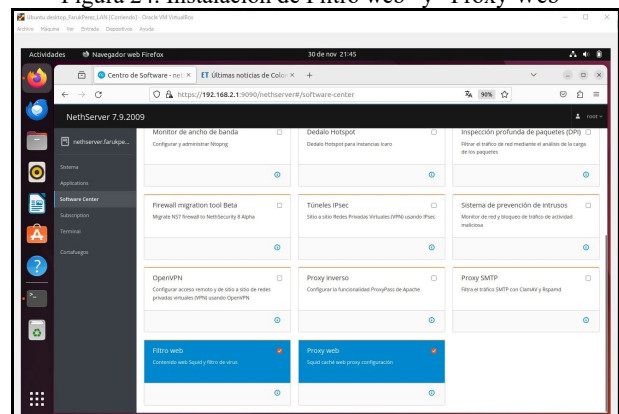 Figura 24. Instalación de Filtro web y Proxy Web
Ubuntu desktop_FarukPerez_LAN [Corriendo] - Oracle VM VirtualBox
Archivo Máquina Ver Entrada Dispositivos Ayuda
Actividades Navegador web Firefox 30 de nov 21:45
Centro de Software - net × ET Últimas noticias de Colom × +
https://192.168.2.1:9090/nethserver#/software-center 90%
NethServer 7.9.2009 root
nethserver.farukpe...
Sistema
Applications
Software Center
Subscription
Terminal
Cortafuegos
Monitor de ancho de banda
Configurar y administrar Ntopng
Dedalo Hotspot
Dedalo Hotspot para instancias Icaro
Inspección profunda de paquetes (DPI)
Filtrar el tráfico de red mediante el análisis de la carga
de los paquetes
Firewall migration tool Beta
Migrate NS7 firewall to NethSecurity 8 Alpha
Túneles IPsec
Sitio a sitio Redes Privadas Virtuales (VPN) usando IPsec
Sistema de prevención de intrusos
Monitor de red y bloqueo de tráfico de actividad
maliciosa
OpenVPN
Configurar acceso remoto y de sitio a sitio de redes
privadas virtuales (VPN) usando OpenVPN
Proxy inverso
Configurar la funcionalidad ProxyPass de Apache
Proxy SMTP
Filtra el tráfico SMTP con ClamAV y Rspamd
Filtro web
Contenido web Squid y filtro de virus
Proxy web
Squid caché web proxy configuración